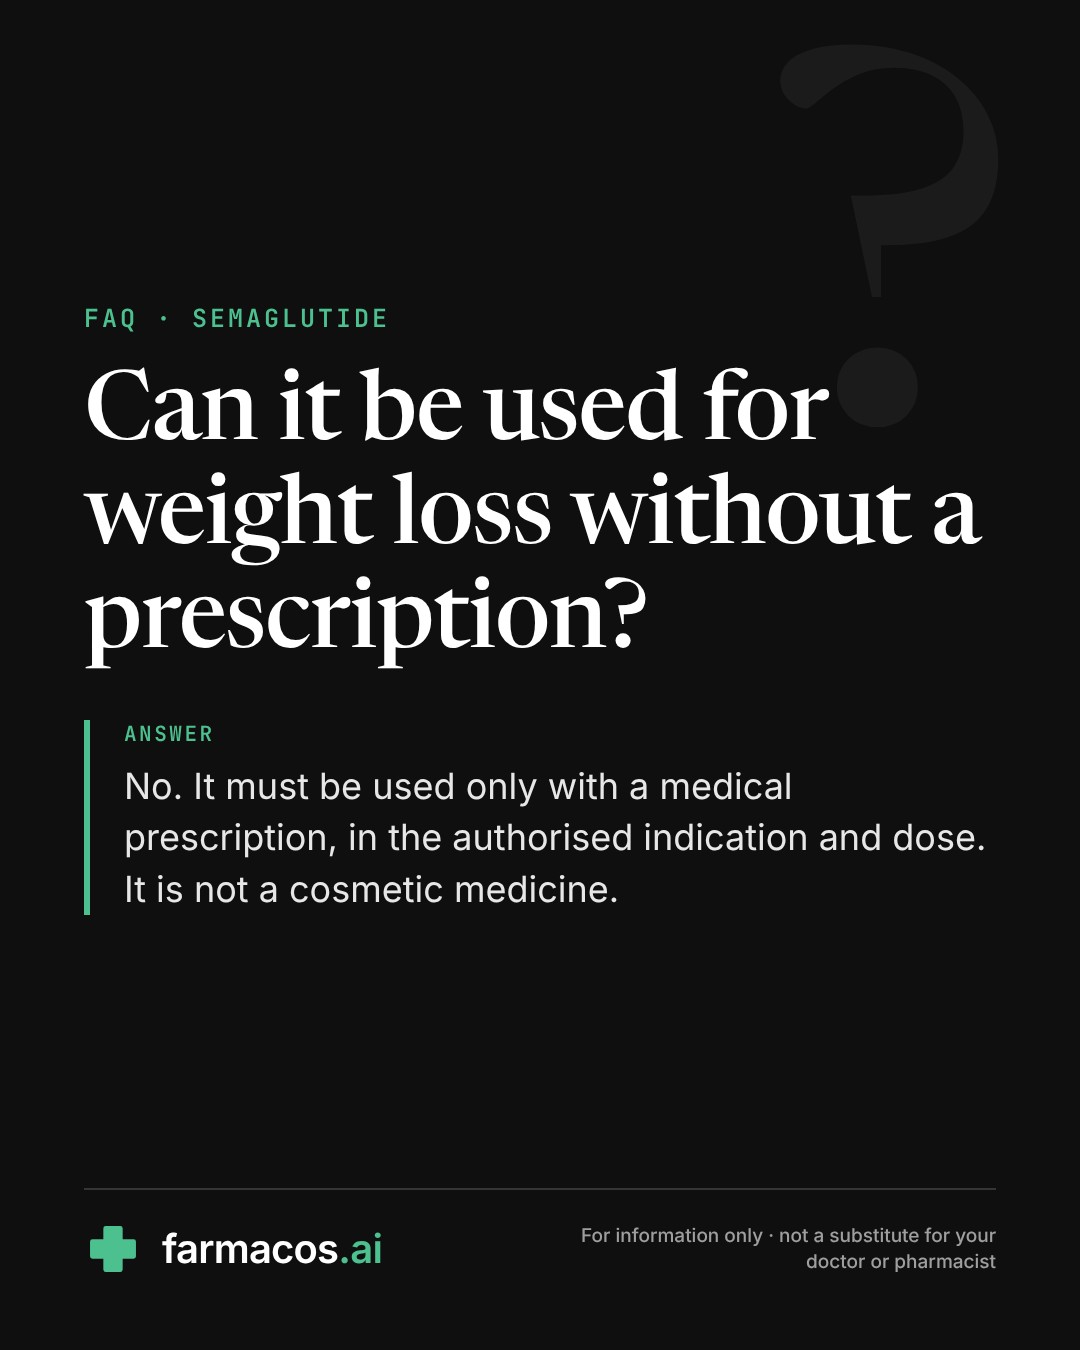 FAQ · SEMAGLUTIDE
Can it be used for
weight loss without a
prescription?
ANSWER
No. It must be used only with a medical
prescription, in the authorised indication and dose.
It is not a cosmetic medicine.
farmacos.ai
For information only · not a substitute for your
doctor or pharmacist